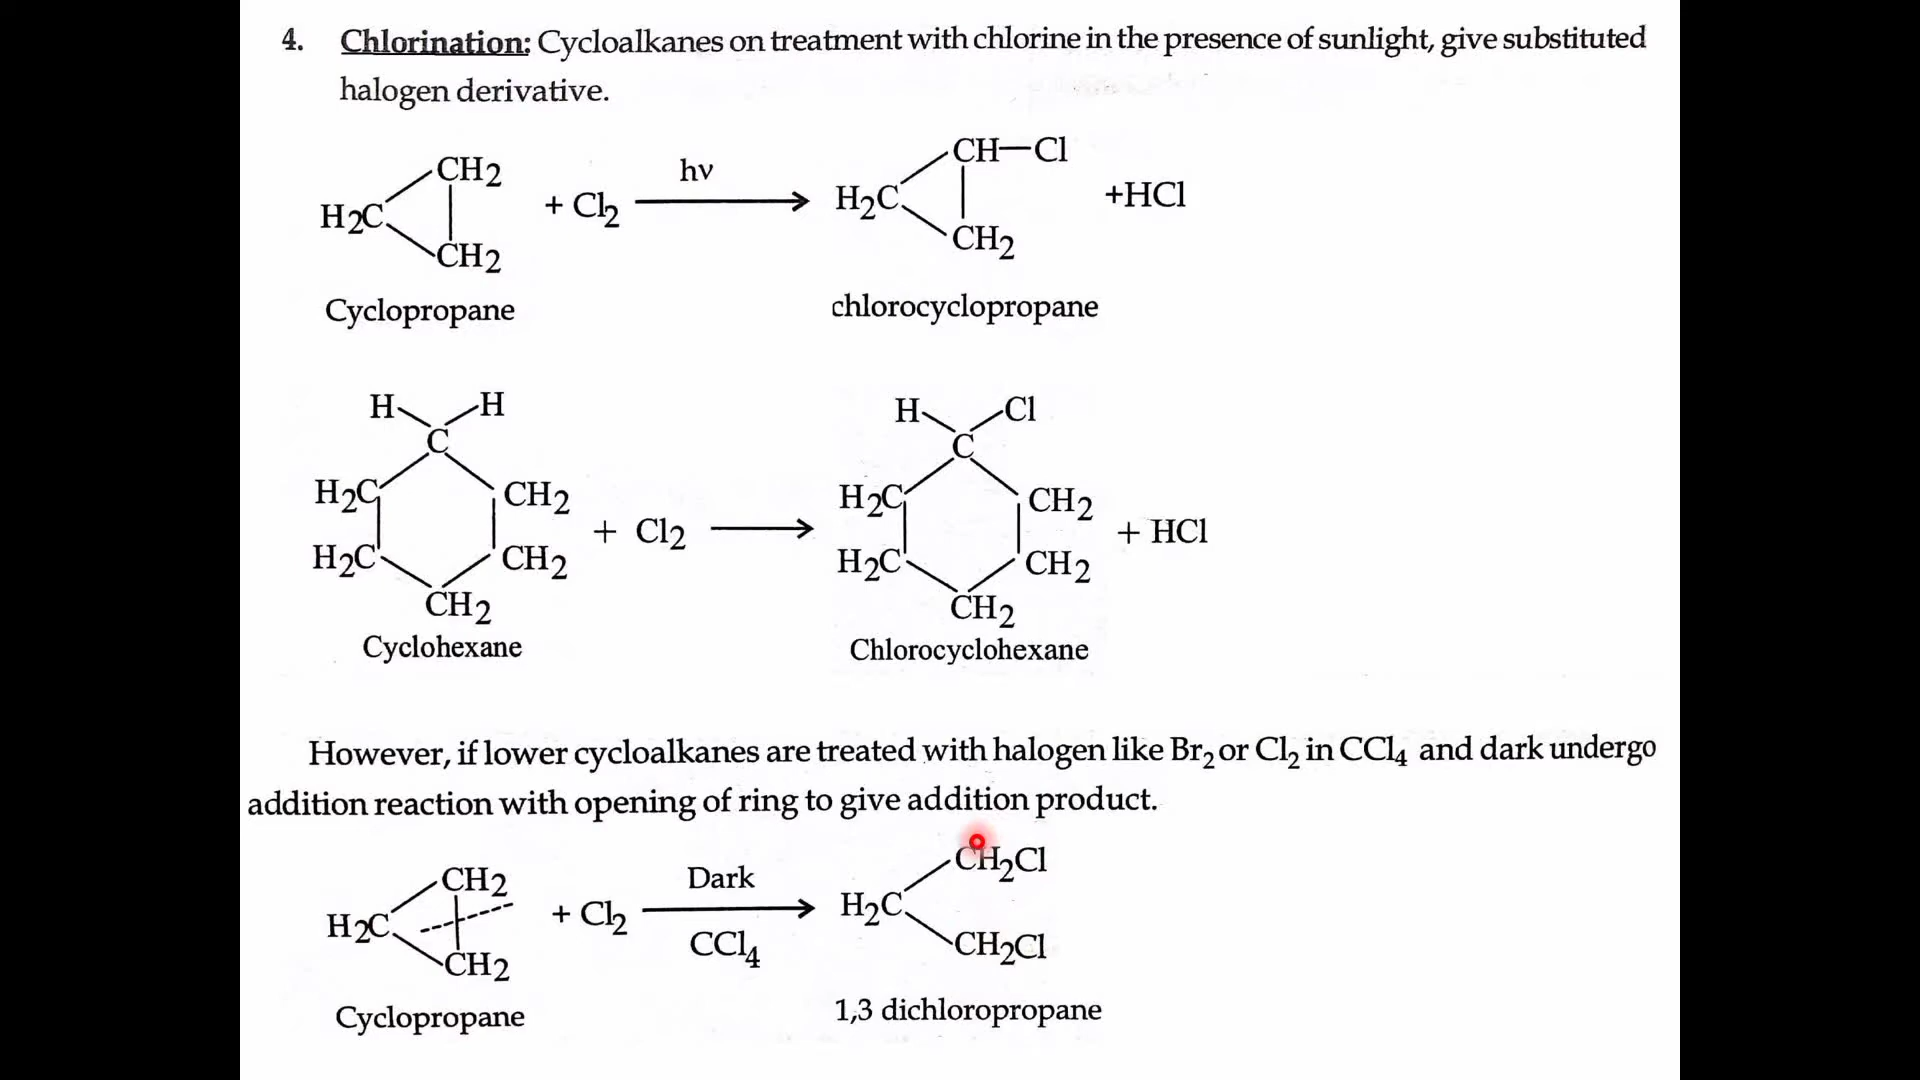 4. Chlorination: Cycloalkanes on treatment with chlorine in the presence of sunlight, give substituted
halogen derivative.
CH2
H2C
CH2
+ Cl2
hν
CH—Cl
H2C
CH2
+HCl
Cyclopropane
chlorocyclopropane
H H
C
H2C CH2
H2C CH2
CH2
+ Cl2
H Cl
C
H2C CH2
H2C CH2
CH2
+ HCl
Cyclohexane
Chlorocyclohexane
However, if lower cycloalkanes are treated with halogen like Br2 or Cl2 in CCl4 and dark undergo
addition reaction with opening of ring to give addition product.
CH2
H2C
CH2
+ Cl2
Dark
CCl4
CH2Cl
H2C
CH2Cl
Cyclopropane
1,3 dichloropropane